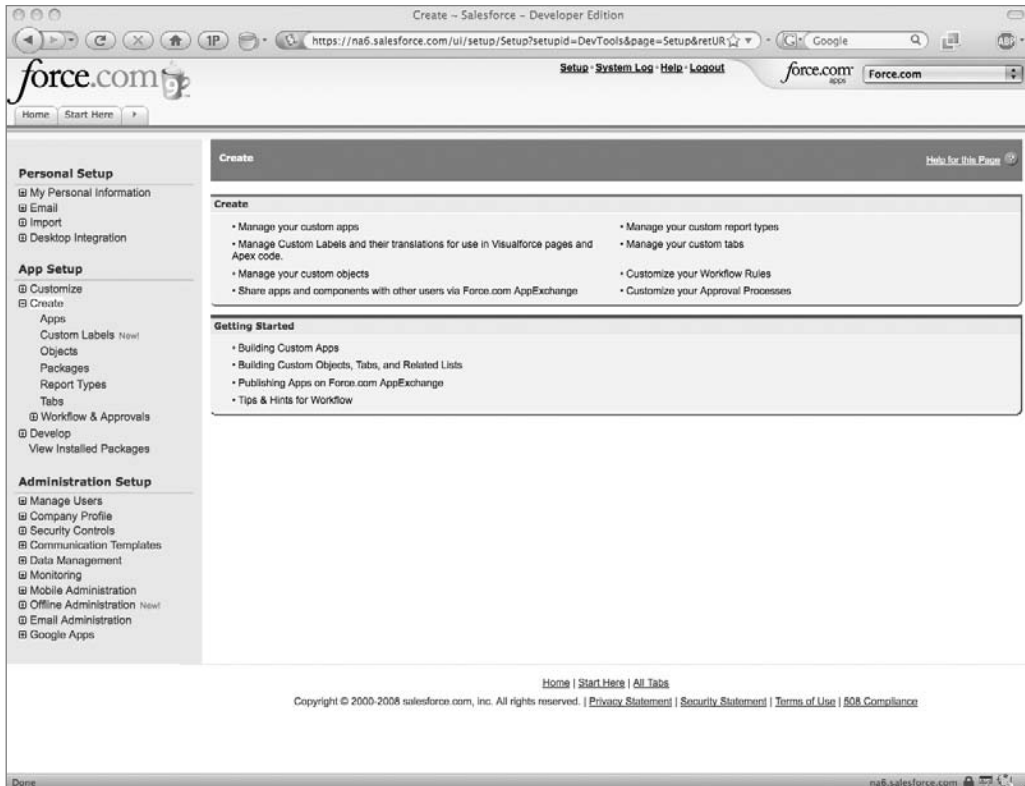 Create – Salesforce – Developer Edition
1P
https://na6.salesforce.com/ui/setup/Setup?setupid=DevTools&page=Setup&retUR
G
Google
ABP
force.com
Setup · System Log · Help · Logout
force.com
apps
Force.com
Home
Start Here
Personal Setup
My Personal Information
Email
Import
Desktop Integration
App Setup
Customize
Create
Apps
Custom Labels New!
Objects
Packages
Report Types
Tabs
Workflow & Approvals
Develop
View Installed Packages
Administration Setup
Manage Users
Company Profile
Security Controls
Communication Templates
Data Management
Monitoring
Mobile Administration
Offline Administration New!
Email Administration
Google Apps
Create
Help for this Page ?
Create
• Manage your custom apps
• Manage Custom Labels and their translations for use in Visualforce pages and
Apex code.
• Manage your custom objects
• Share apps and components with other users via Force.com AppExchange
• Manage your custom report types
• Manage your custom tabs
• Customize your Workflow Rules
• Customize your Approval Processes
Getting Started
• Building Custom Apps
• Building Custom Objects, Tabs, and Related Lists
• Publishing Apps on Force.com AppExchange
• Tips & Hints for Workflow
Home | Start Here | All Tabs
Copyright © 2000-2008 salesforce.com, inc. All rights reserved. | Privacy Statement | Security Statement | Terms of Use | 508 Compliance
Done
na6.salesforce.com